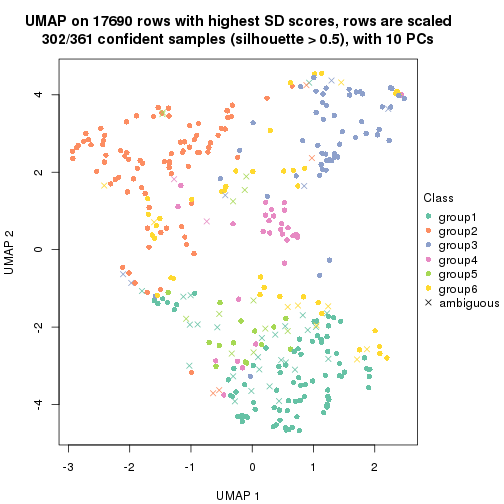 UMAP on 17690 rows with highest SD scores, rows are scaled
302/361 confident samples (silhouette > 0.5), with 10 PCs
4
2
0
-2
-4
UMAP 2
-3
-2
-1
0
1
2
UMAP 1
Class
group1
group2
group3
group4
group5
group6
ambiguous